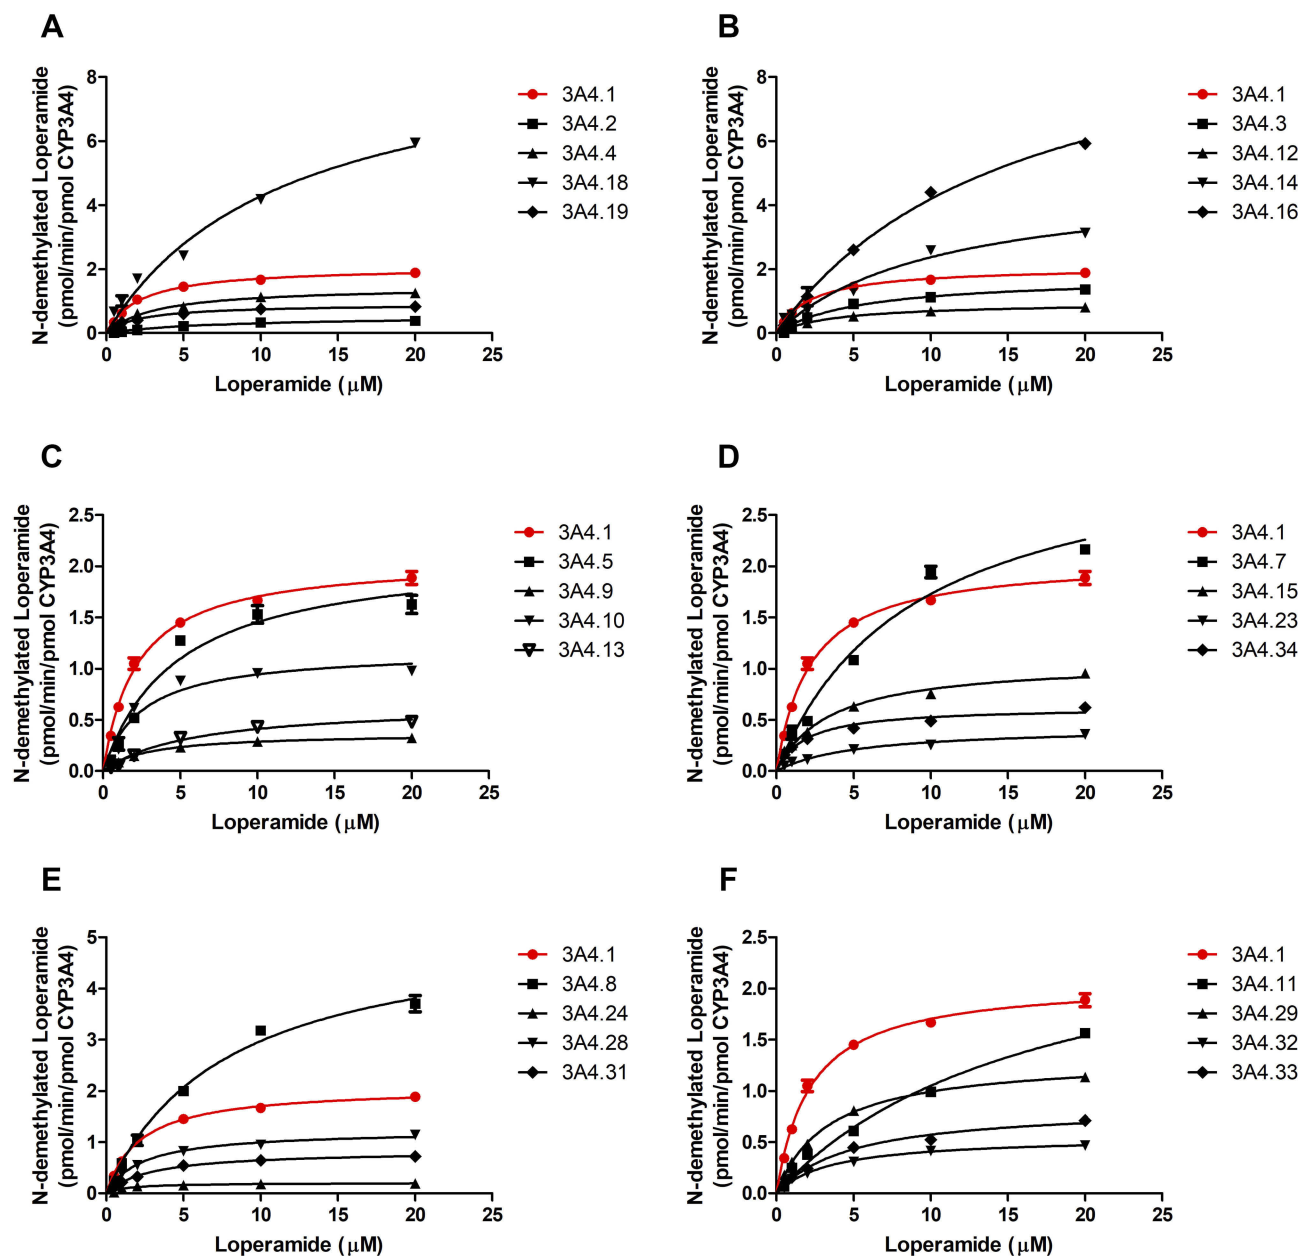 A
N-demethylated Loperamide
(pmol/min/pmol CYP3A4)
8
6
4
2
0
0
5
10
15
20
25
Loperamide (μM)
3A4.1
3A4.2
3A4.4
3A4.18
3A4.19
B
N-demethylated Loperamide
(pmol/min/pmol CYP3A4)
8
6
4
2
0
0
5
10
15
20
25
Loperamide (μM)
3A4.1
3A4.3
3A4.12
3A4.14
3A4.16
C
N-demethylated Loperamide
(pmol/min/pmol CYP3A4)
2.5
2.0
1.5
1.0
0.5
0.0
0
5
10
15
20
25
Loperamide (μM)
3A4.1
3A4.5
3A4.9
3A4.10
3A4.13
D
N-demethylated Loperamide
(pmol/min/pmol CYP3A4)
2.5
2.0
1.5
1.0
0.5
0.0
0
5
10
15
20
25
Loperamide (μM)
3A4.1
3A4.7
3A4.15
3A4.23
3A4.34
E
N-demethylated Loperamide
(pmol/min/pmol CYP3A4)
5
4
3
2
1
0
0
5
10
15
20
25
Loperamide (μM)
3A4.1
3A4.8
3A4.24
3A4.28
3A4.31
F
N-demethylated Loperamide
(pmol/min/pmol CYP3A4)
2.5
2.0
1.5
1.0
0.5
0.0
0
5
10
15
20
25
Loperamide (μM)
3A4.1
3A4.11
3A4.29
3A4.32
3A4.33